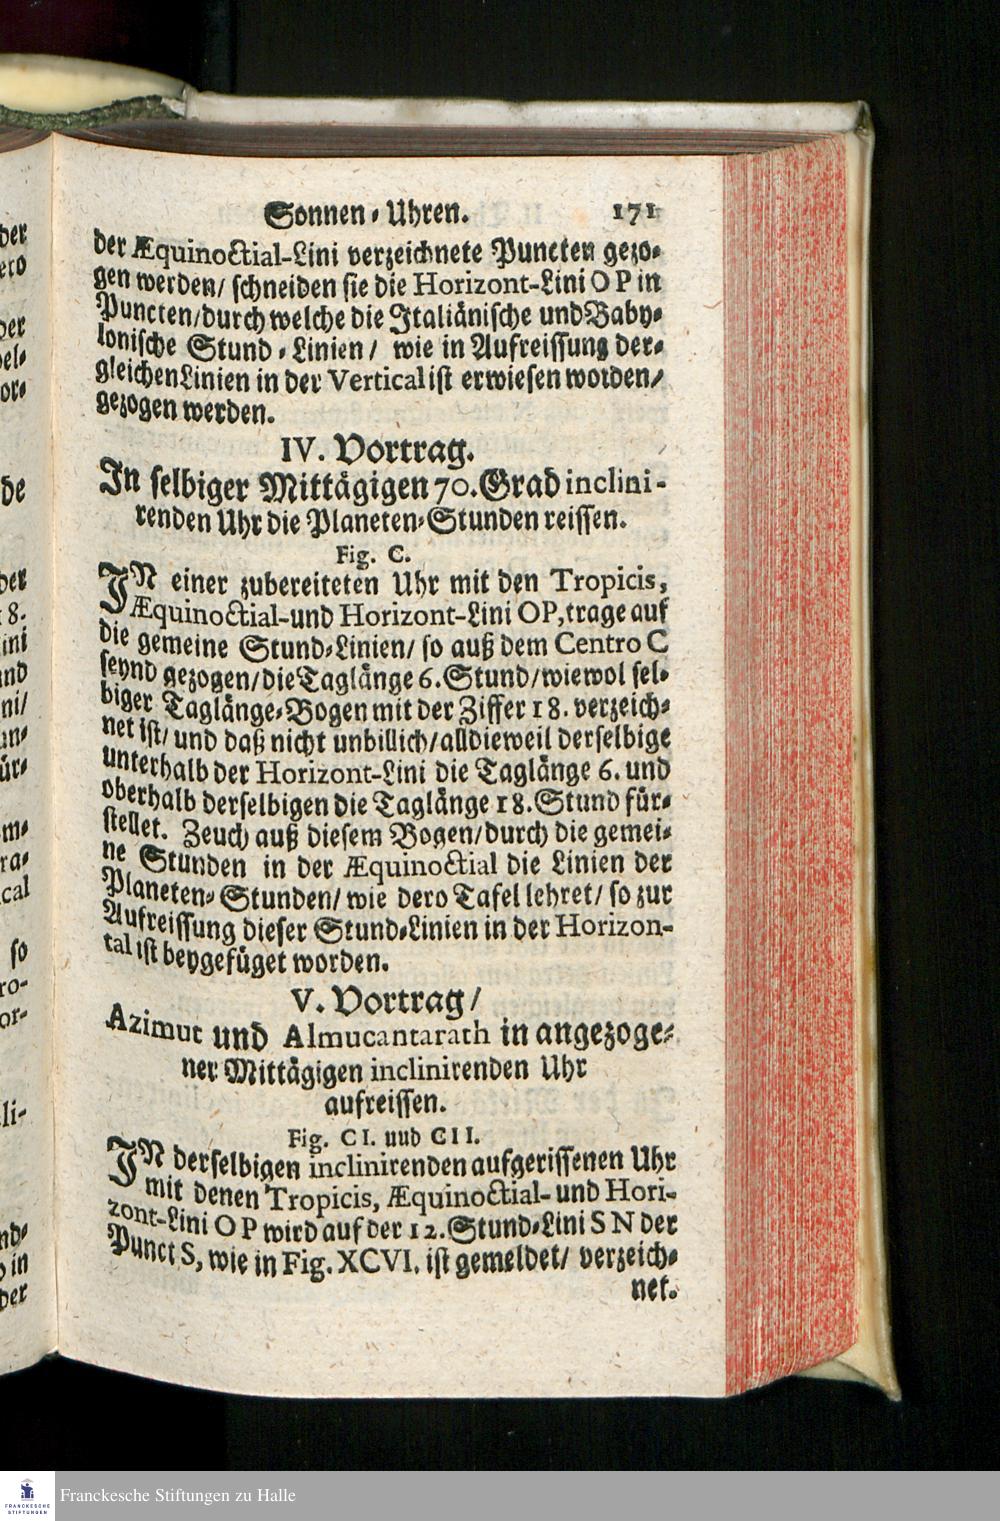 Sonnen-Uhren. 171
der Æquinoctial-Lini verzeichnete Puncten gezo-
gen werden/ schneiden sie die Horizont-Lini O P in
Puncten/durch welche die Italiänische und Baby-
lonische Stund-Linien/ wie in Aufreissung der-
gleichen Linien in der Vertical ist erwiesen worden/
gezogen werden.
IV. Vortrag.
In selbiger Mittägigen 70. Grad inclini-
renden Uhr die Planeten-Stunden reissen.
Fig. C.
IN einer zubereiteten Uhr mit den Tropicis,
Æquinoctial-und Horizont-Lini OP, trage auf
die gemeine Stund-Linien/ so auß dem Centro C
seynd gezogen/die Taglänge 6. Stund/wiewol sel-
biger Taglänge-Bogen mit der Ziffer 18. verzeich-
net ist/ und daß nicht unbillich/alldieweil derselbige
unterhalb der Horizont-Lini die Taglänge 6. und
oberhalb derselbigen die Taglänge 18. Stund für-
stellet. Zeuch auß diesem Bogen/durch die gemei-
ne Stunden in der Æquinoctial die Linien der
Planeten-Stunden/ wie dero Tafel lehret/ so zur
Aufreissung dieser Stund-Linien in der Horizon-
tal ist beygefüget worden.
V. Vortrag/
Azimut und Almucantarath in angezoge-
ner Mittägigen inclinirenden Uhr
aufreissen.
Fig. CI. uud CII.
IN derselbigen inclinirenden aufgerissenen Uhr
mit denen Tropicis, Æquinoctial- und Hori-
zont-Lini O P wird auf der 12. Stund-Lini S N der
Punct S, wie in Fig. XCVI. ist gemeldet/ verzeich-
net.
FRANCKESCHE
STIFTUNGEN
Franckesche Stiftungen zu Halle